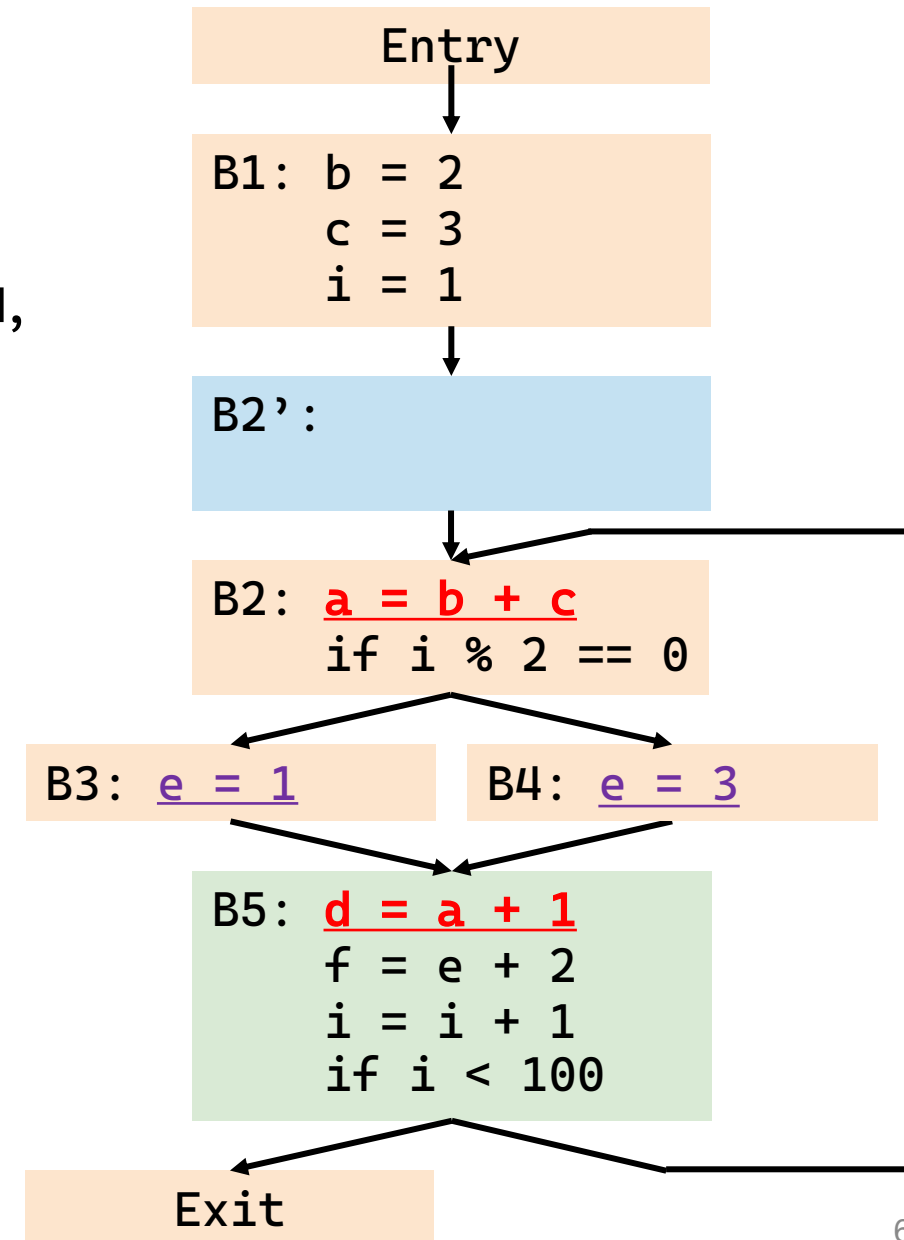 Entry
B1: b = 2
c = 3
i = 1
B2’:
B2: a = b + c
if i % 2 == 0
B3: e = 1
B4: e = 3
B5: d = a + 1
f = e + 2
i = i + 1
if i < 100
Exit
6